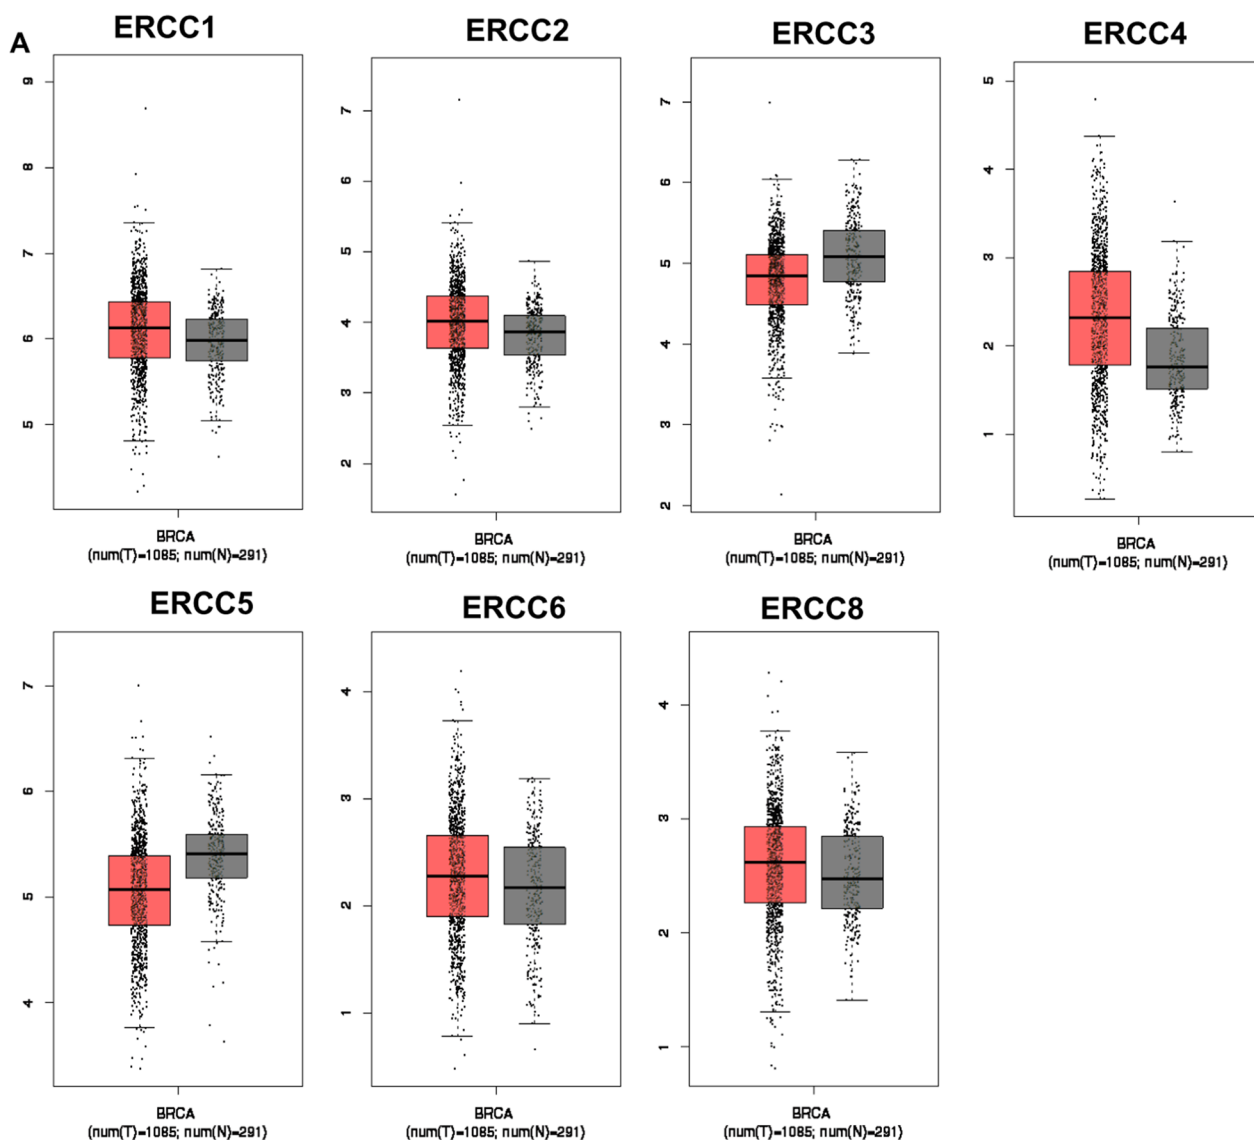 A
ERCC1
ERCC2
ERCC3
ERCC4
9
8
7
6
5
7
6
5
4
3
2
7
6
5
4
3
2
5
4
3
2
1
BRCA
(num(T)=1085; num(N)=291)
BRCA
(num(T)=1085; num(N)=291)
BRCA
(num(T)=1085; num(N)=291)
BRCA
(num(T)=1085; num(N)=291)
ERCC5
ERCC6
ERCC8
7
6
5
4
4
3
2
1
4
3
2
1
BRCA
(num(T)=1085; num(N)=291)
BRCA
(num(T)=1085; num(N)=291)
BRCA
(num(T)=1085; num(N)=291)